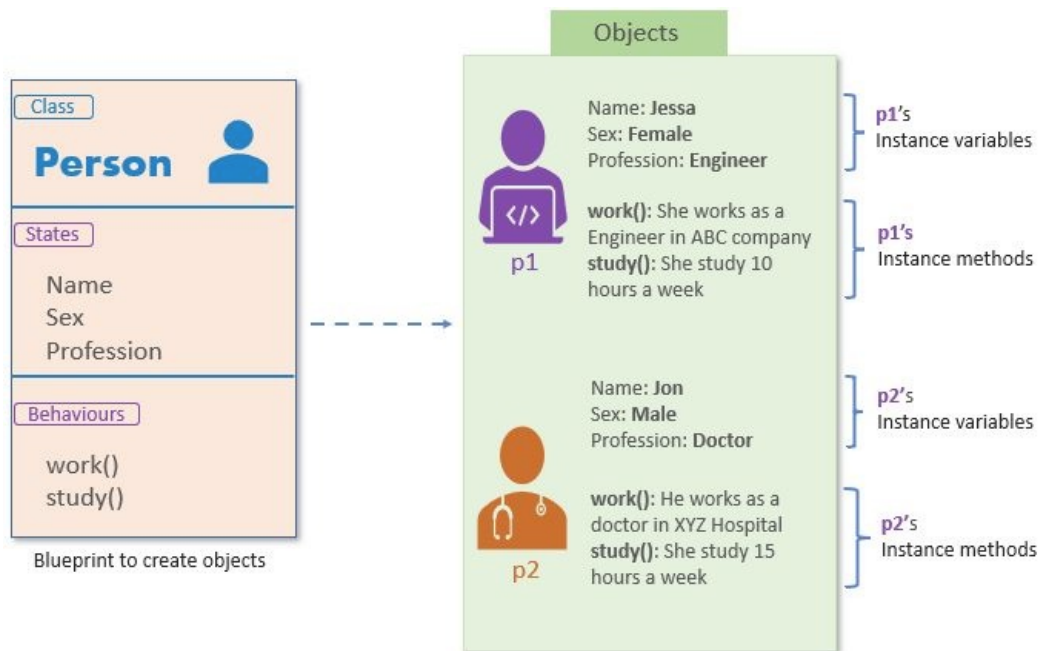 Class
Person
States
Name
Sex
Profession
Behaviours
work()
study()
Blueprint to create objects
Objects
Name: Jessa
Sex: Female
Profession: Engineer
work(): She works as a
Engineer in ABC company
study(): She study 10
hours a week
</>
p1
p1's
Instance variables
p1's
Instance methods
Name: Jon
Sex: Male
Profession: Doctor
work(): He works as a
doctor in XYZ Hospital
study(): She study 15
hours a week
p2
p2's
Instance variables
p2's
Instance methods